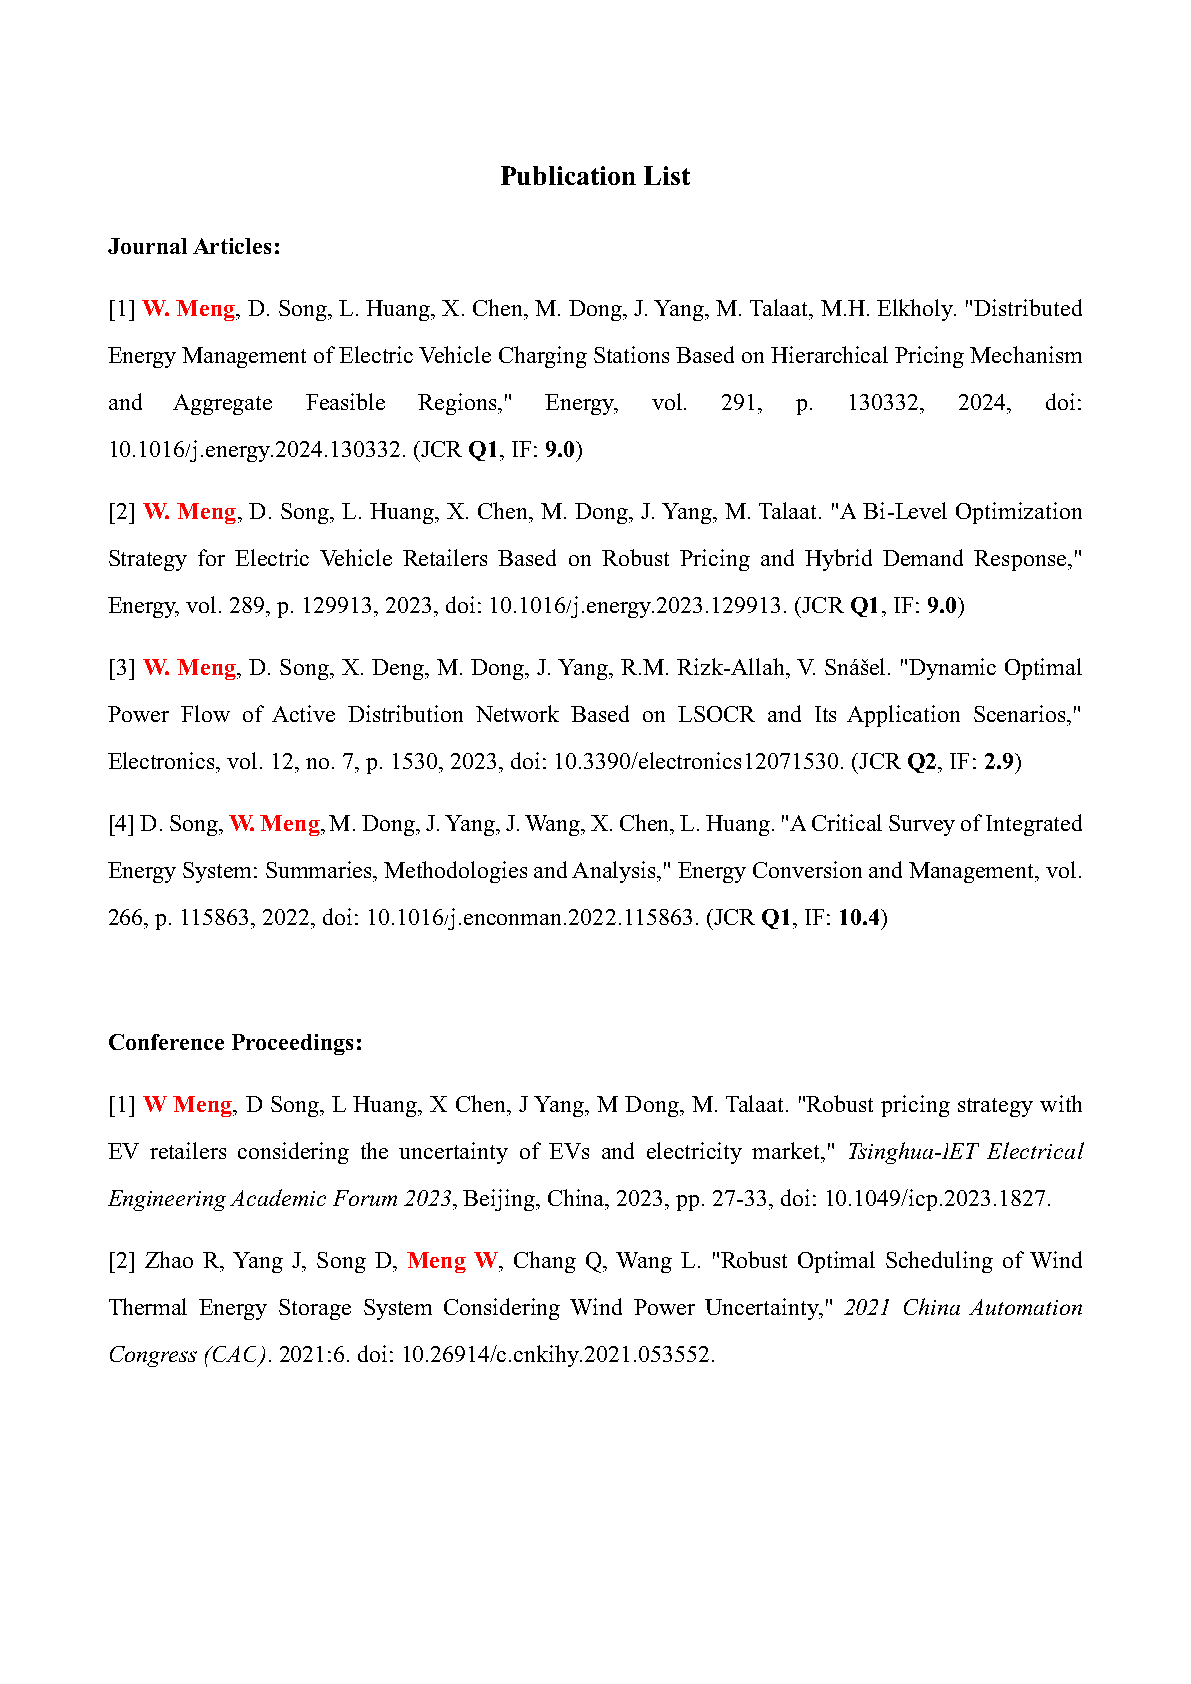 Publication List
Journal Articles:
[1] W. Meng, D. Song, L. Huang, X. Chen, M. Dong, J. Yang, M. Talaat, M.H. Elkholy. "Distributed
Energy Management of Electric Vehicle Charging Stations Based on Hierarchical Pricing Mechanism
and Aggregate Feasible Regions," Energy, vol. 291, p. 130332, 2024, doi:
10.1016/j.energy.2024.130332. (JCR Q1, IF: 9.0)
[2] W. Meng, D. Song, L. Huang, X. Chen, M. Dong, J. Yang, M. Talaat. "A Bi-Level Optimization
Strategy for Electric Vehicle Retailers Based on Robust Pricing and Hybrid Demand Response,"
Energy, vol. 289, p. 129913, 2023, doi: 10.1016/j.energy.2023.129913. (JCR Q1, IF: 9.0)
[3] W. Meng, D. Song, X. Deng, M. Dong, J. Yang, R.M. Rizk-Allah, V. Snášel. "Dynamic Optimal
Power Flow of Active Distribution Network Based on LSOCR and Its Application Scenarios,"
Electronics, vol. 12, no. 7, p. 1530, 2023, doi: 10.3390/electronics12071530. (JCR Q2, IF: 2.9)
[4] D. Song, W. Meng, M. Dong, J. Yang, J. Wang, X. Chen, L. Huang. "A Critical Survey of Integrated
Energy System: Summaries, Methodologies and Analysis," Energy Conversion and Management, vol.
266, p. 115863, 2022, doi: 10.1016/j.enconman.2022.115863. (JCR Q1, IF: 10.4)
Conference Proceedings:
[1] W Meng, D Song, L Huang, X Chen, J Yang, M Dong, M. Talaat. "Robust pricing strategy with
EV retailers considering the uncertainty of EVs and electricity market," Tsinghua-lET Electrical
Engineering Academic Forum 2023, Beijing, China, 2023, pp. 27-33, doi: 10.1049/icp.2023.1827.
[2] Zhao R, Yang J, Song D, Meng W, Chang Q, Wang L. "Robust Optimal Scheduling of Wind
Thermal Energy Storage System Considering Wind Power Uncertainty," 2021 China Automation
Congress (CAC). 2021:6. doi: 10.26914/c.cnkihy.2021.053552.